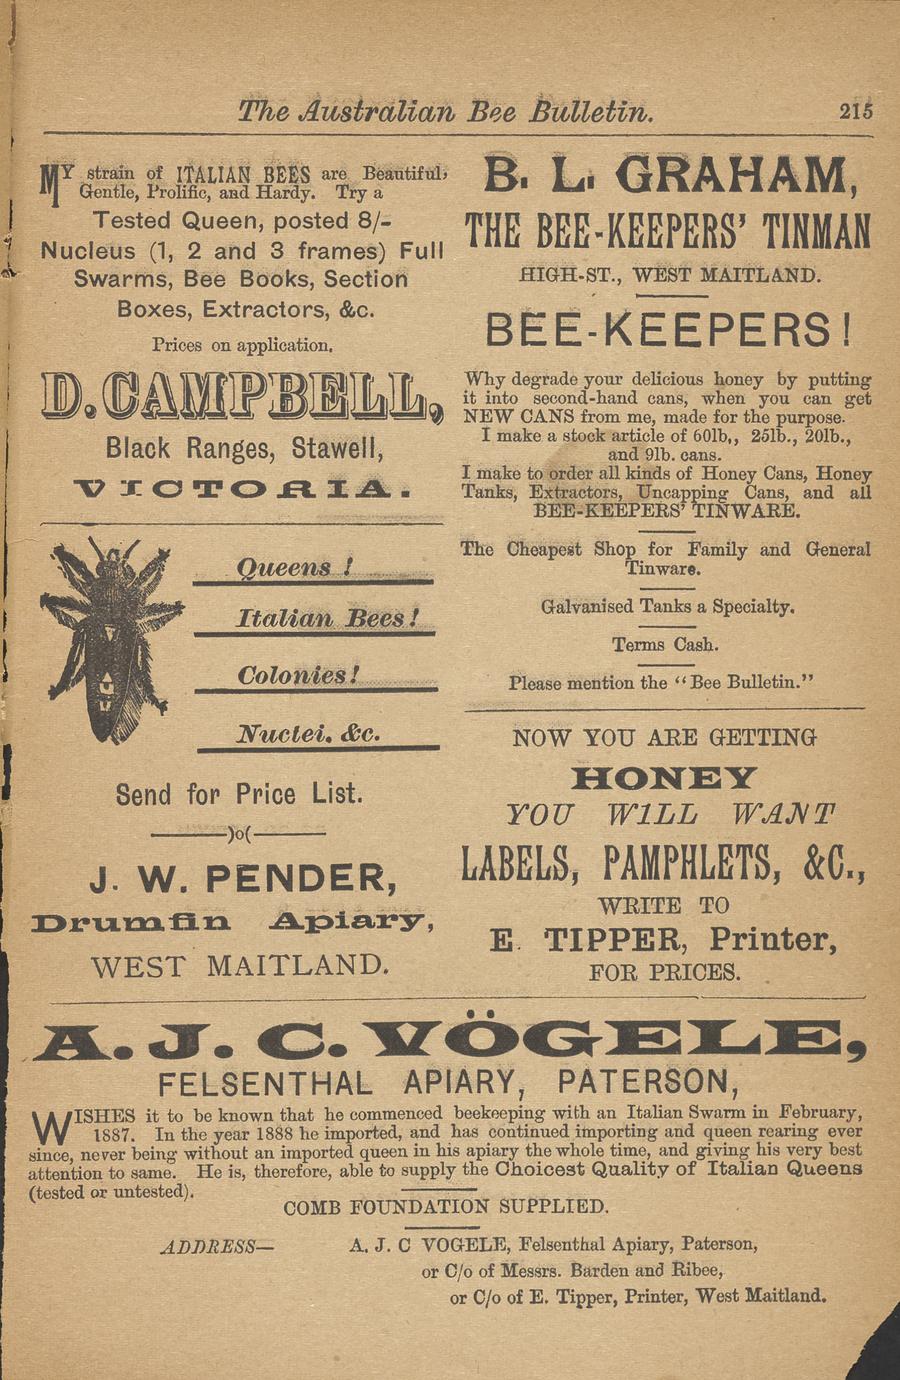 The Australian Bee Bulletin.
215
MY strain of ITALIAN BEES are Beautiful,
Gentle, Prolific, and Hardy. Try a
Tested Queen, posted 8/-
Nucleus (1, 2 and 3 frames) Full
Swarms, Bee Books, Section
Boxes, Extractors, &c.
Prices on application.
D. CAMPBELL,
Black Ranges, Stawell,
VICTORIA.
Queens !
Italian Bees!
Colonies!
Nuclei. &c.
Send for Price List.
)o(
J. W. PENDER,
Drumfin Apiary,
WEST MAITLAND.
B. L. GRAHAM,
THE BEE-KEEPERS' TINMAN
HIGH-ST., WEST MAITLAND.
BEE-KEEPERS!
Why degrade your delicious honey by putting
it into second-hand cans, when you can get
NEW CANS from me, made for the purpose.
I make a stock article of 60lb,, 25lb., 20lb.,
and 9lb. cans.
I make to order all kinds of Honey Cans, Honey
Tanks, Extractors, Uncapping Cans, and all
BEE-KEEPERS' TINWARE.
The Cheapest Shop for Family and General
Tinware.
Galvanised Tanks a Specialty.
Terms Cash.
Please mention the "Bee Bulletin."
NOW YOU ARE GETTING
HONEY
YOU WILL WANT
LABELS, PAMPHLETS, &C.,
WRITE TO
E. TIPPER, Printer,
FOR PRICES.
A. J. C. VÖGELE,
FELSENTHAL APIARY, PATERSON,
WISHES it to be known that he commenced beekeeping with an Italian Swarm in February,
1887. In the year 1888 he imported, and has continued importing and queen rearing ever
since, never being without an imported queen in his apiary the whole time, and giving his very best
attention to same. He is, therefore, able to supply the Choicest Quality of Italian Queens
(tested or untested).
COMB FOUNDATION SUPPLIED.
ADDRESS— A. J. C VOGELE, Felsenthal Apiary, Paterson,
or C/o of Messrs. Barden and Ribee,
or C/o of E. Tipper, Printer, West Maitland.